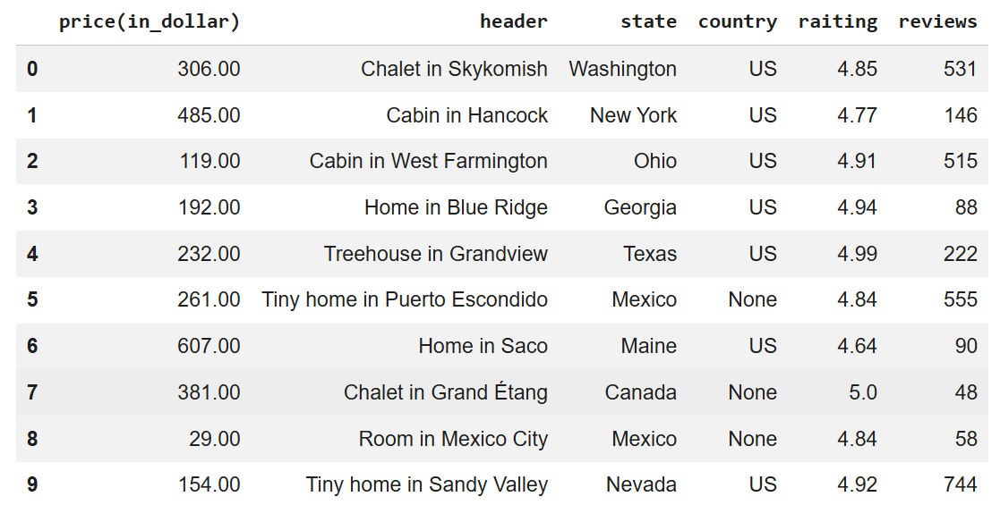 price(in_dollar) header state country raiting reviews
0 306.00 Chalet in Skykomish Washington US 4.85 531
1 485.00 Cabin in Hancock New York US 4.77 146
2 119.00 Cabin in West Farmington Ohio US 4.91 515
3 192.00 Home in Blue Ridge Georgia US 4.94 88
4 232.00 Treehouse in Grandview Texas US 4.99 222
5 261.00 Tiny home in Puerto Escondido Mexico None 4.84 555
6 607.00 Home in Saco Maine US 4.64 90
7 381.00 Chalet in Grand Étang Canada None 5.0 48
8 29.00 Room in Mexico City Mexico None 4.84 58
9 154.00 Tiny home in Sandy Valley Nevada US 4.92 744